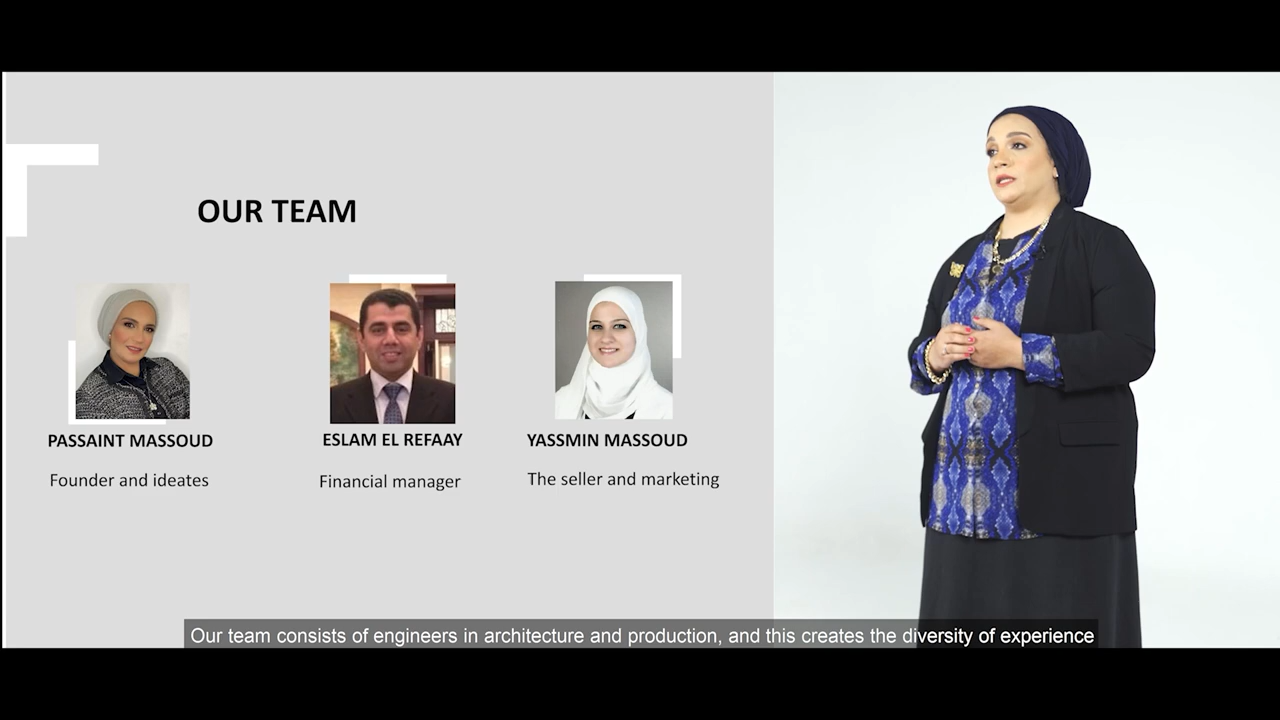 OUR TEAM
PASSAINT MASSOUD
Founder and ideates
ESLAM EL REFAAY
Financial manager
YASSMIN MASSOUD
The seller and marketing
Our team consists of engineers in architecture and production, and this creates the diversity of experience